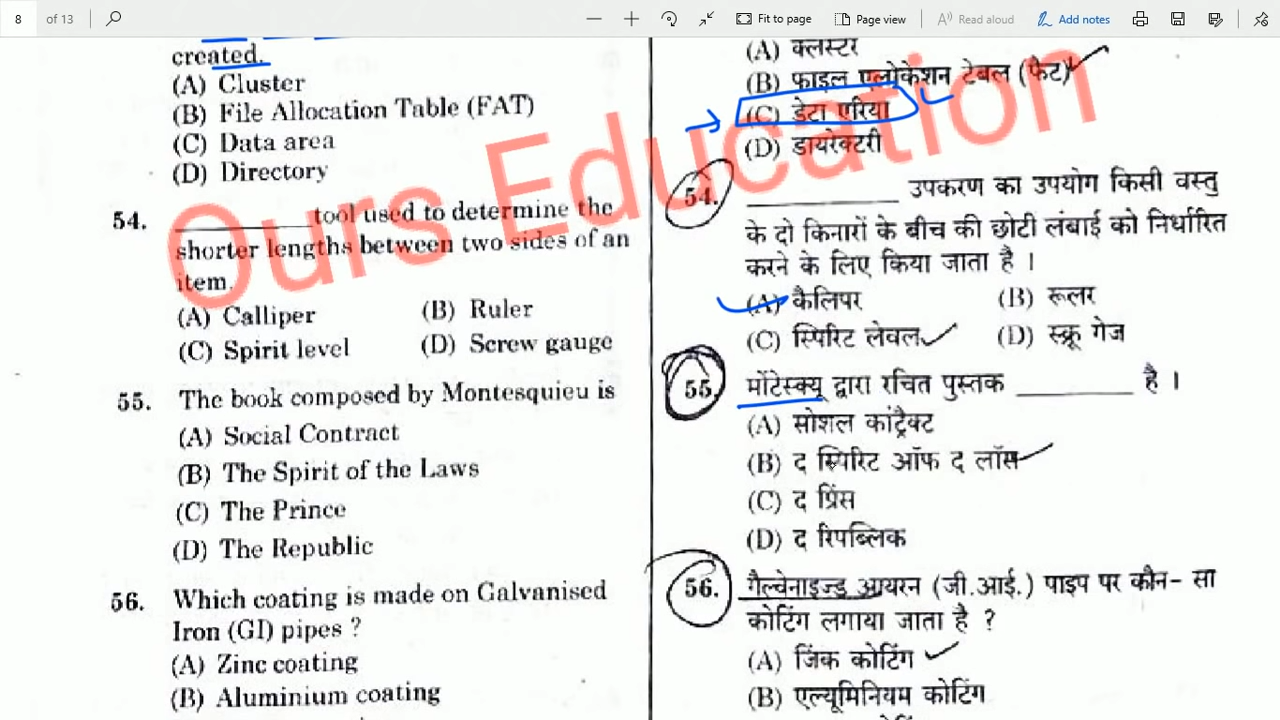 8 of 13
Fit to page
Page view
Read aloud
Add notes
created.
(A) Cluster
(B) File Allocation Table (FAT)
(C) Data area
(D) Directory
54. ________ tool used to determine the
shorter lengths between two sides of an
item.
(A) Calliper (B) Ruler
(C) Spirit level (D) Screw gauge
55. The book composed by Montesquieu is
(A) Social Contract
(B) The Spirit of the Laws
(C) The Prince
(D) The Republic
56. Which coating is made on Galvanised
Iron (GI) pipes ?
(A) Zinc coating
(B) Aluminium coating
(A) क्लस्टर
(B) फाइल एलोकेशन टेबल (फैट)
(C) डेटा एरिया
(D) डायरेक्टरी
54. ________ उपकरण का उपयोग किसी वस्तु
के दो किनारों के बीच की छोटी लंबाई को निर्धारित
करने के लिए किया जाता है ।
(A) कैलिपर (B) रूलर
(C) स्पिरिट लेवल (D) स्क्रू गेज
55. मोंटेस्क्यू द्वारा रचित पुस्तक ________ है ।
(A) सोशल कांट्रैक्ट
(B) द स्पिरिट ऑफ द लॉस
(C) द प्रिंस
(D) द रिपब्लिक
56. गैल्वेनाइज्ड आयरन (जी.आई.) पाइप पर कौन- सा
कोटिंग लगाया जाता है ?
(A) जिंक कोटिंग
(B) एल्यूमिनियम कोटिंग
Ours Education